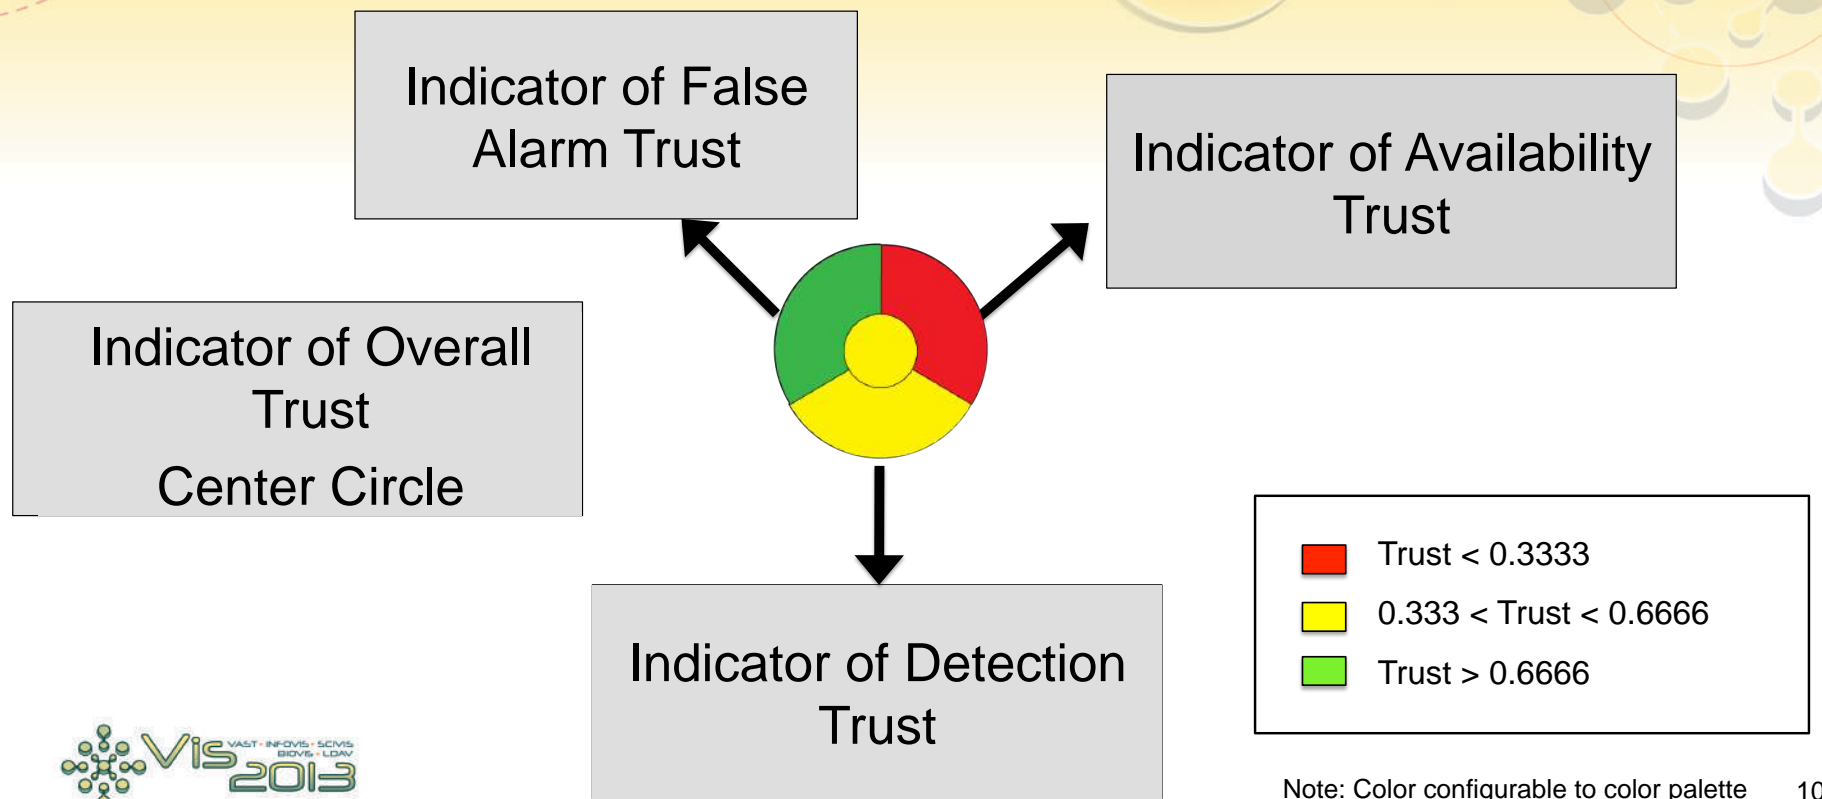 Indicator of False
Alarm Trust
Indicator of Availability
Trust
Indicator of Overall
Trust
Center Circle
Indicator of Detection
Trust
Trust < 0.3333
0.333 < Trust < 0.6666
Trust > 0.6666
Vis VAST · INFOVIS · SCIVIS
BIOVIS · LDAV
2013
Note: Color configurable to color palette
10